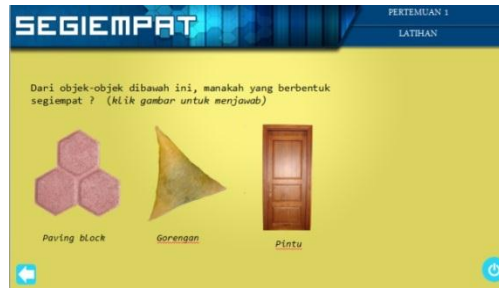 SEGIEMPAT
PERTEMUAN 1
LATIHAN
Dari objek-objek dibawah ini, manakah yang berbentuk
segiempat ? (klik gambar untuk menjawab)
Paving block
Gorengan
Pintu